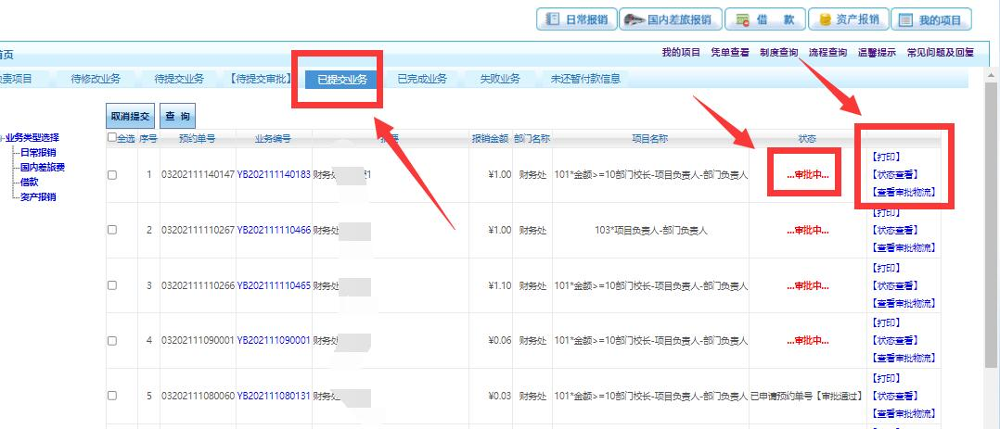 日常报销 国内差旅报销 借 款 资产报销 我的项目
首页 我的项目 凭单查看 制度查询 流程查询 温馨提示 常见问题及回复
负责项目 待修改业务 待提交业务 【待提交审批】 已提交业务 已完成业务 失败业务 未还暂付款信息
取消提交 查 询
业务类型选择
日常报销
国内差旅费
借款
资产报销
全选 序号 预约单号 业务编号 摘要 报销金额 部门名称 项目名称 状态
1 03202111140147 YB202111140183 财务处 ¥1.00 财务处 101*金额>=10部门校长-项目负责人-部门负责人 ...审批中...
【打印】
【状态查看】
【查看审批物流】
2 03202111110267 YB202111110466 财务处 ¥1.00 财务处 103*项目负责人-部门负责人 ...审批中...
【打印】
【状态查看】
【查看审批物流】
3 03202111110266 YB202111110465 财务处 ¥1.10 财务处 101*金额>=10部门校长-项目负责人-部门负责人 ...审批中...
【打印】
【状态查看】
【查看审批物流】
4 03202111090001 YB202111090001 财务处 ¥0.06 财务处 101*金额>=10部门校长-项目负责人-部门负责人 ...审批中...
【打印】
【状态查看】
【查看审批物流】
5 03202111080060 YB202111080131 财务处 ¥0.03 财务处 101*金额>=10部门校长-项目负责人-部门负责人 已申请预约单号【审批通过】
【打印】
【状态查看】
【查看审批物流】